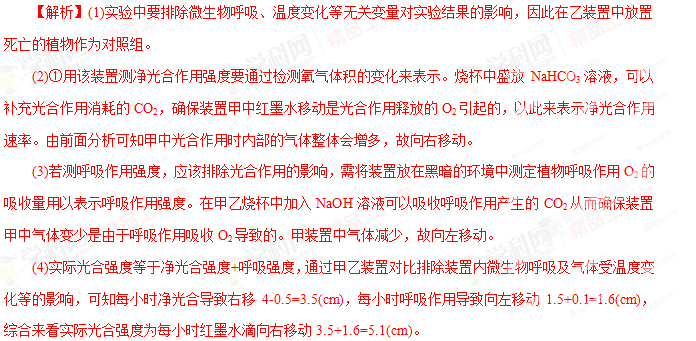 【解析】(1)实验中要排除微生物呼吸、温度变化等无关变量对实验结果的影响，因此在乙装置中放置
死亡的植物作为对照组。
(2)①用该装置测净光合作用强度要通过检测氧气体积的变化来表示。烧杯中盛放 NaHCO₃ 溶液，可以
补充光合作用消耗的 CO₂，确保装置甲中红墨水移动是光合作用释放的 O₂ 引起的，以此来表示净光合作用
速率。由前面分析可知甲中光合作用时内部的气体整体会增多，故向右移动。
(3)若测呼吸作用强度，应该排除光合作用的影响，需将装置放在黑暗的环境中测定植物呼吸作用 O₂ 的
吸收量用以表示呼吸作用强度。在甲乙烧杯中加入 NaOH 溶液可以吸收呼吸作用产生的 CO₂ 从而确保装置
甲中气体变少是由于呼吸作用吸收 O₂ 导致的。甲装置中气体减少，故向左移动。
(4)实际光合强度等于净光合强度+呼吸强度，通过甲乙装置对比排除装置内微生物呼吸及气体受温度变
化等的影响，可知每小时净光合导致右移 4-0.5=3.5(cm)，每小时呼吸作用导致向左移动 1.5+0.1=1.6(cm)，
综合来看实际光合强度为每小时红墨水滴向右移动 3.5+1.6=5.1(cm)。